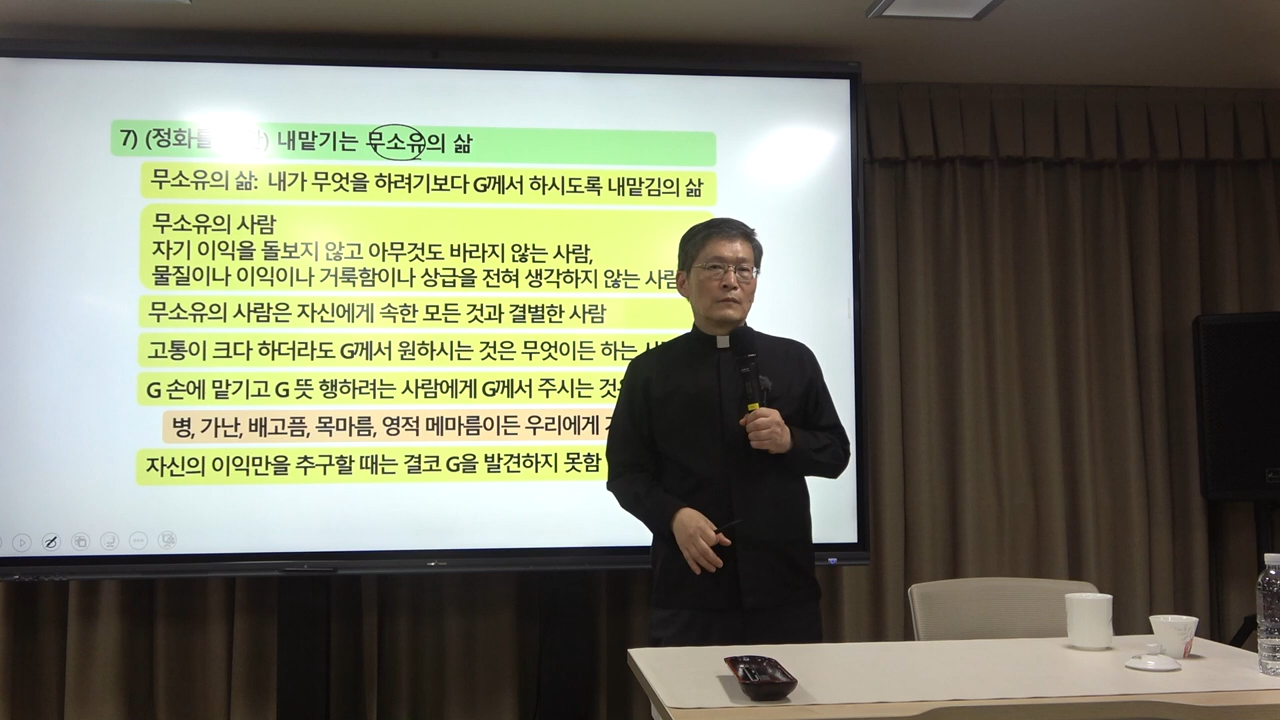 7) (정화를 내맡기는 무소유의 삶
무소유의 삶: 내가 무엇을 하려기보다 G께서 하시도록 내맡김의 삶
무소유의 사람
자기 이익을 돌보지 않고 아무것도 바라지 않는 사람,
물질이나 이익이나 거룩함이나 상급을 전혀 생각하지 않는 사람
무소유의 사람은 자신에게 속한 모든 것과 결별한 사람
고통이 크다 하더라도 G께서 원하시는 것은 무엇이든 하는
G 손에 맡기고 G 뜻 행하려는 사람에게 G께서 주시는 것은
병, 가난, 배고픔, 목마름, 영적 메마름이든 우리에게
자신의 이익만을 추구할 때는 결코 G을 발견하지 못함